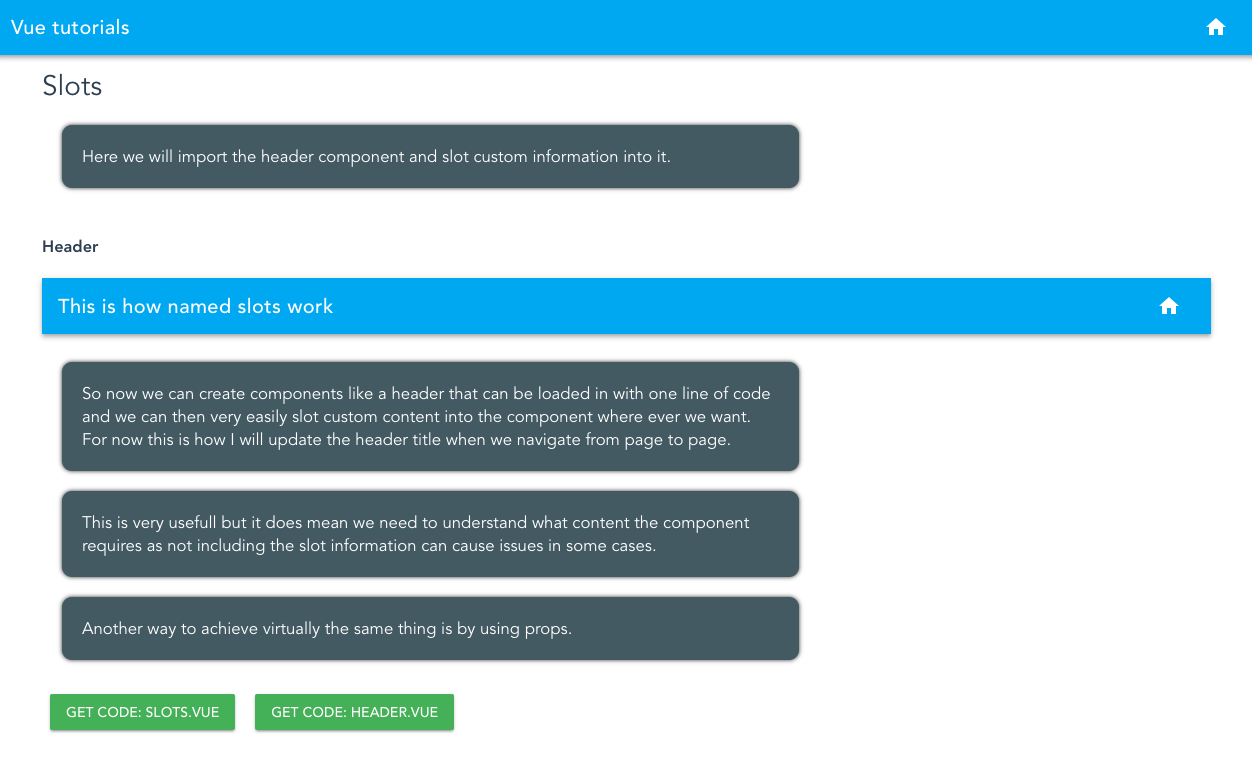 Vue tutorials
Slots
Here we will import the header component and slot custom information into it.
Header
This is how named slots work
So now we can create components like a header that can be loaded in with one line of code
and we can then very easily slot custom content into the component where ever we want.
For now this is how I will update the header title when we navigate from page to page.
This is very usefull but it does mean we need to understand what content the component
requires as not including the slot information can cause issues in some cases.
Another way to achieve virtually the same thing is by using props.
GET CODE: SLOTS.VUE GET CODE: HEADER.VUE